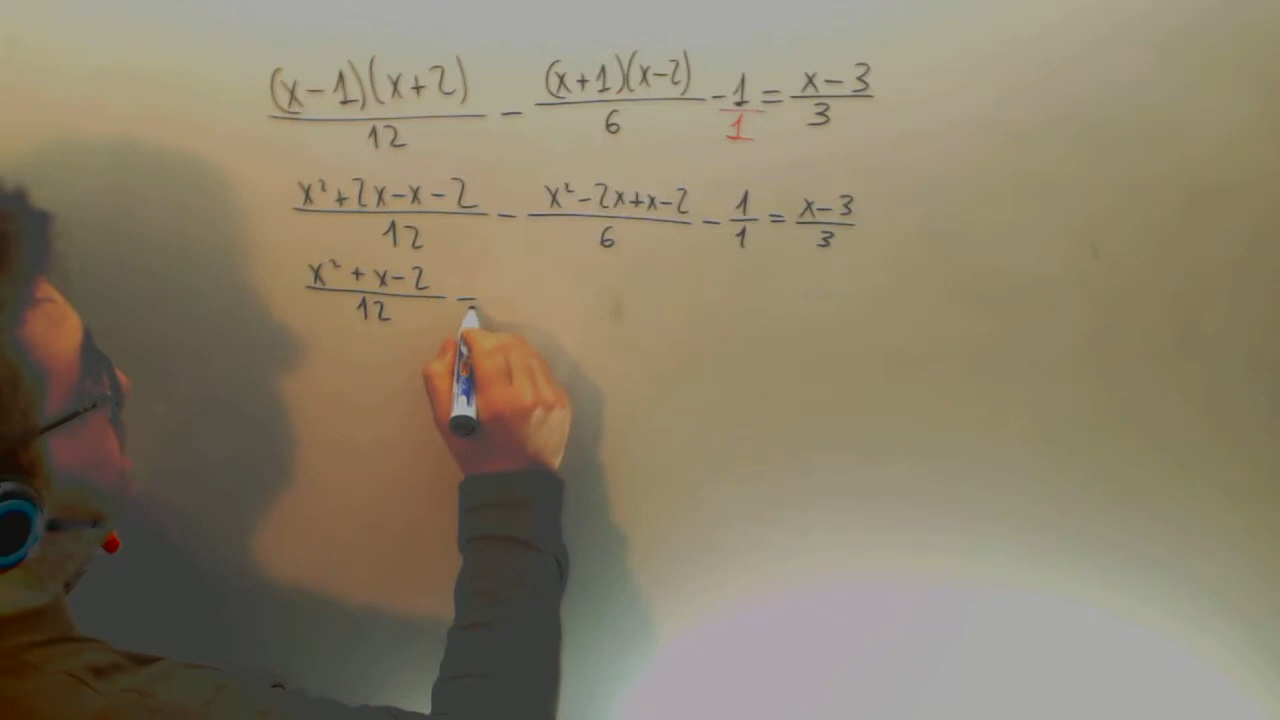 (x-1)(x+2)/12 - (x+1)(x-2)/6 - 1/1 = x-3/3
x²+2x-x-2/12 - x²-2x+x-2/6 - 1/1 = x-3/3
x²+x-2/12 -